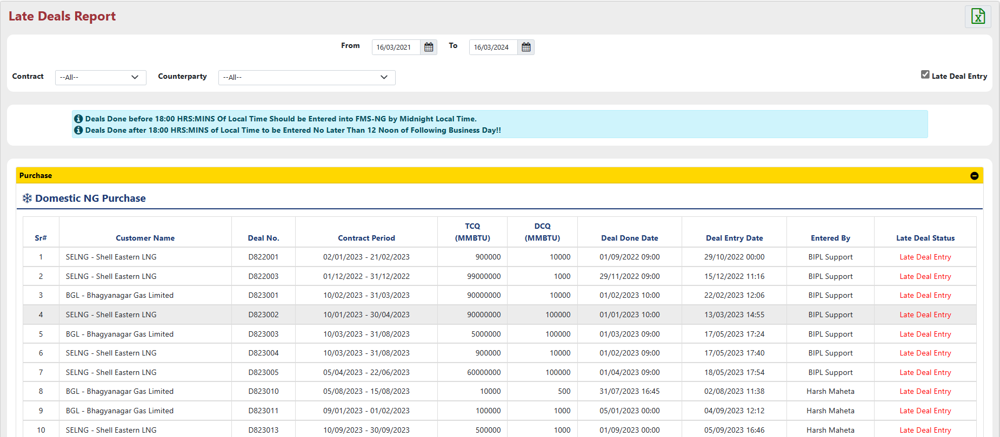 Late Deals Report
From 16/03/2021 To 16/03/2024
Contract --All-- Counterparty --All-- Late Deal Entry
Deals Done before 18:00 HRS:MINS Of Local Time Should be Entered into FMS-NG by Midnight Local Time.
Deals Done after 18:00 HRS:MINS of Local Time to be Entered No Later Than 12 Noon of Following Business Day!!
Purchase
Domestic NG Purchase
Sr# Customer Name Deal No. Contract Period TCQ (MMBTU) DCQ (MMBTU) Deal Done Date Deal Entry Date Entered By Late Deal Status
1 SELNG - Shell Eastern LNG D822001 02/01/2023 - 21/02/2023 900000 10000 01/09/2022 09:00 29/10/2022 00:00 BIPL Support Late Deal Entry
2 SELNG - Shell Eastern LNG D822003 01/12/2022 - 31/12/2022 99000000 1000 29/11/2022 09:00 15/12/2022 11:16 BIPL Support Late Deal Entry
3 BGL - Bhagyanagar Gas Limited D823001 10/02/2023 - 31/03/2023 90000000 10000 01/02/2023 10:00 22/02/2023 12:06 BIPL Support Late Deal Entry
4 SELNG - Shell Eastern LNG D823002 10/01/2023 - 30/04/2023 90000000 100000 01/01/2023 10:00 13/03/2023 14:55 BIPL Support Late Deal Entry
5 BGL - Bhagyanagar Gas Limited D823003 10/03/2023 - 31/08/2023 5000000 100000 01/03/2023 09:00 17/05/2023 17:24 BIPL Support Late Deal Entry
6 SELNG - Shell Eastern LNG D823004 10/03/2023 - 31/08/2023 900000 10000 01/02/2023 09:00 17/05/2023 17:40 BIPL Support Late Deal Entry
7 SELNG - Shell Eastern LNG D823005 05/04/2023 - 22/06/2023 60000000 100000 01/04/2023 09:00 18/05/2023 17:54 BIPL Support Late Deal Entry
8 BGL - Bhagyanagar Gas Limited D823010 05/08/2023 - 15/08/2023 10000 500 31/07/2023 16:45 02/08/2023 11:38 Harsh Maheta Late Deal Entry
9 BGL - Bhagyanagar Gas Limited D823011 09/01/2023 - 01/02/2023 100000 1000 05/01/2023 00:00 04/09/2023 12:12 Harsh Maheta Late Deal Entry
10 SELNG - Shell Eastern LNG D823013 10/09/2023 - 30/09/2023 500000 1000 01/09/2023 00:00 05/09/2023 16:46 Harsh Maheta Late Deal Entry